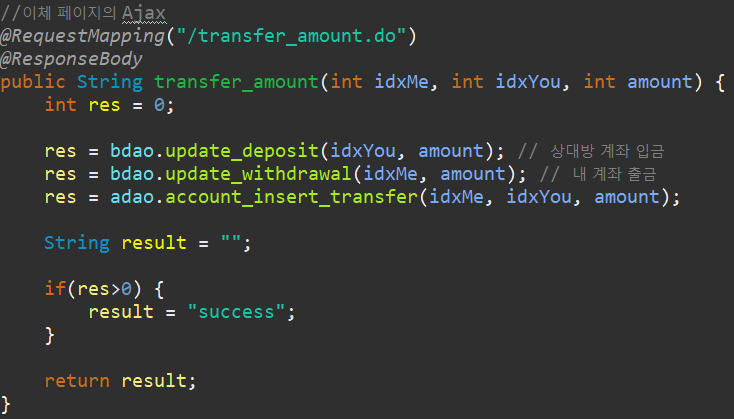 //이체 페이지의 Ajax
@RequestMapping("/transfer_amount.do")
@ResponseBody
public String transfer_amount(int idxMe, int idxYou, int amount) {
    int res = 0;

    res = bdao.update_deposit(idxYou, amount); // 상대방 계좌 입금
    res = bdao.update_withdrawal(idxMe, amount); // 내 계좌 출금
    res = adao.account_insert_transfer(idxMe, idxYou, amount);

    String result = "";

    if(res>0) {
        result = "success";
    }

    return result;
}